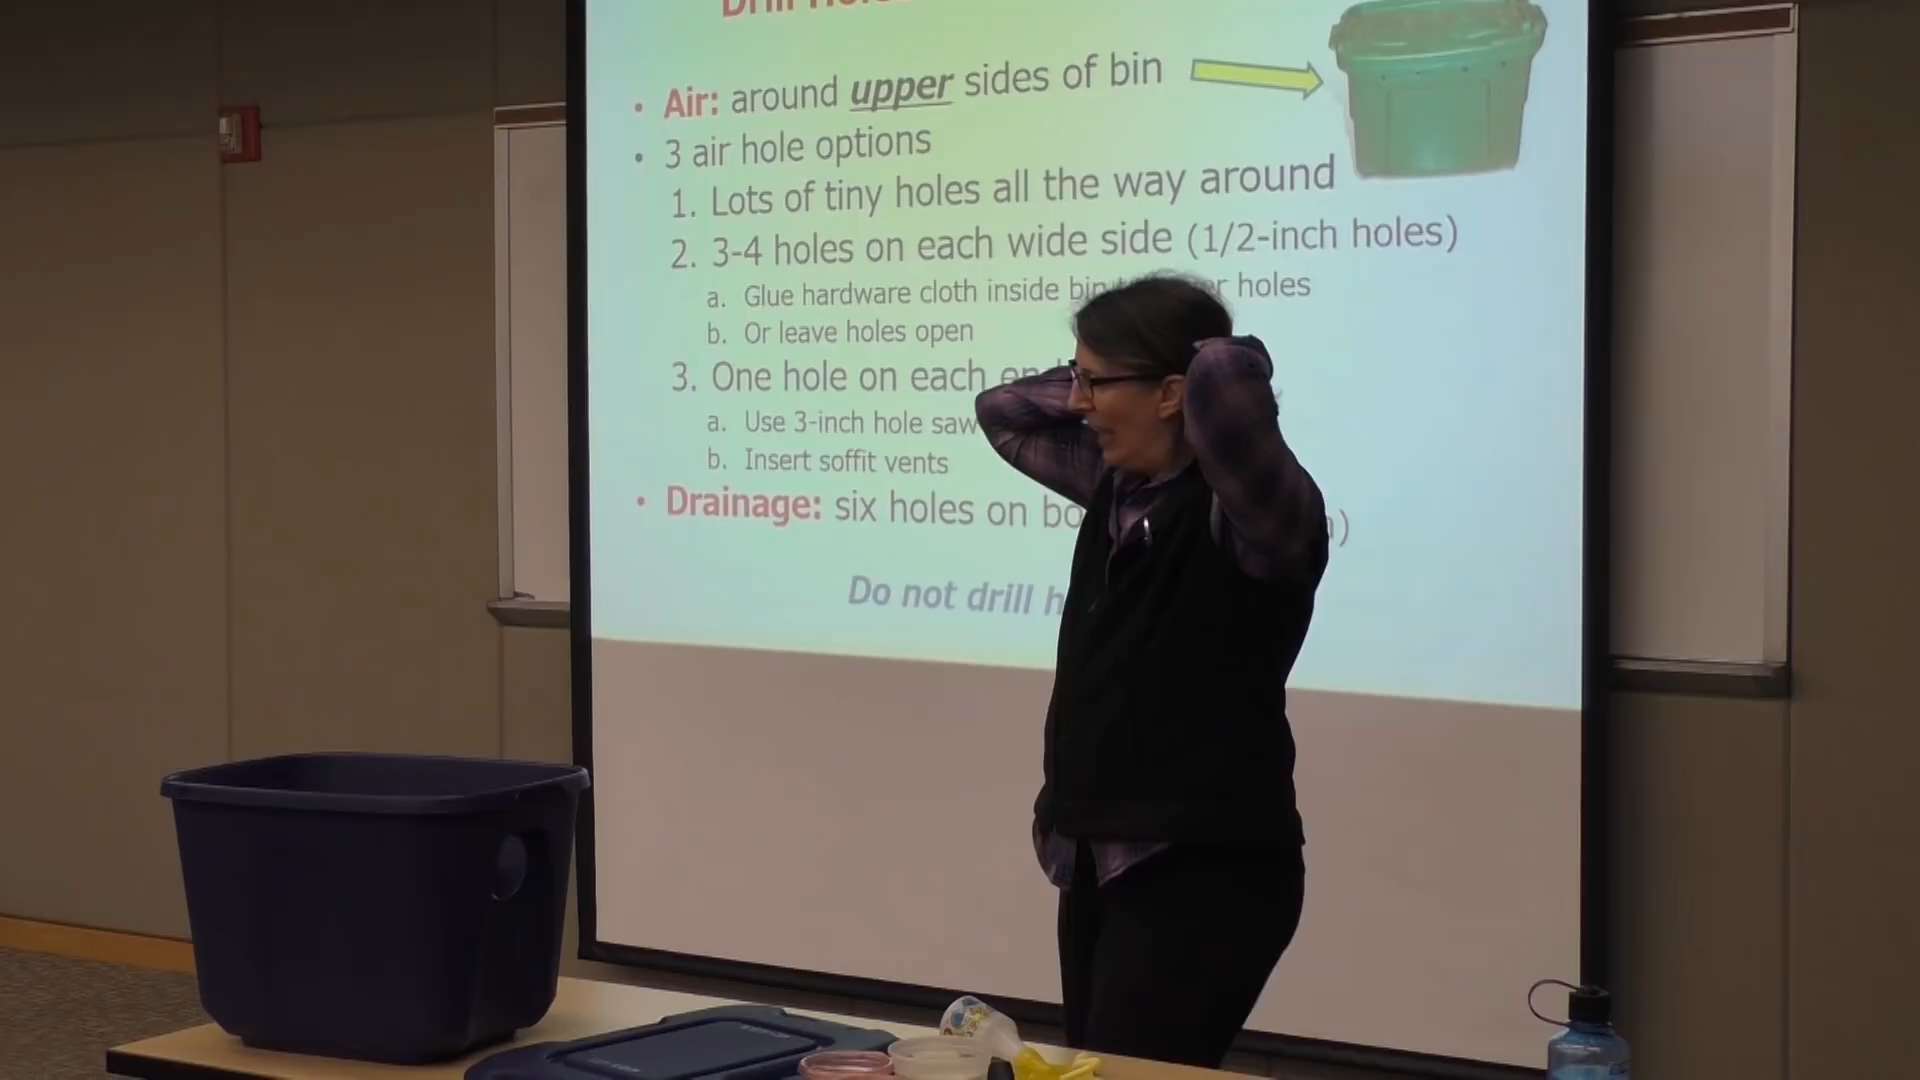 Drill
• Air: around upper sides of bin
• 3 air hole options
1. Lots of tiny holes all the way around
2. 3-4 holes on each wide side (1/2-inch holes)
a. Glue hardware cloth inside bin holes
b. Or leave holes open
3. One hole on each
a. Use 3-inch hole saw
b. Insert soffit vents
• Drainage: six holes on
Do not drill